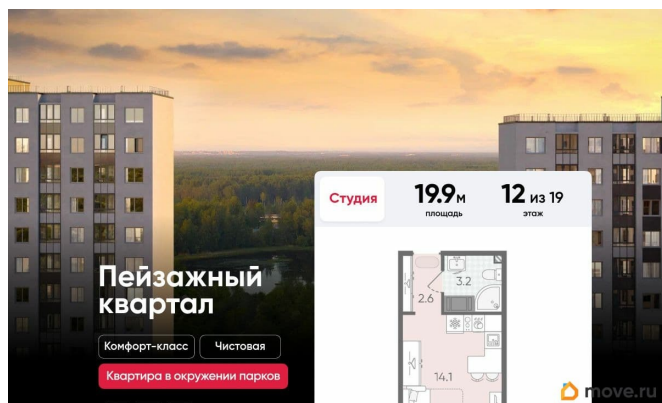 Студия
19.9 м
площадь
12 из 19
этаж
3.2
2.6
Пейзажный
квартал
Комфорт-класс
Чистовая
14.1
Квартира в окружении парков
move.ru